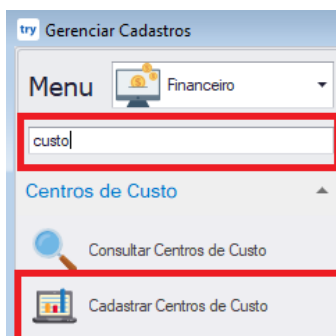 try Gerenciar Cadastros
Menu Financeiro
custo
Centros de Custo
Consultar Centros de Custo
Cadastrar Centros de Custo